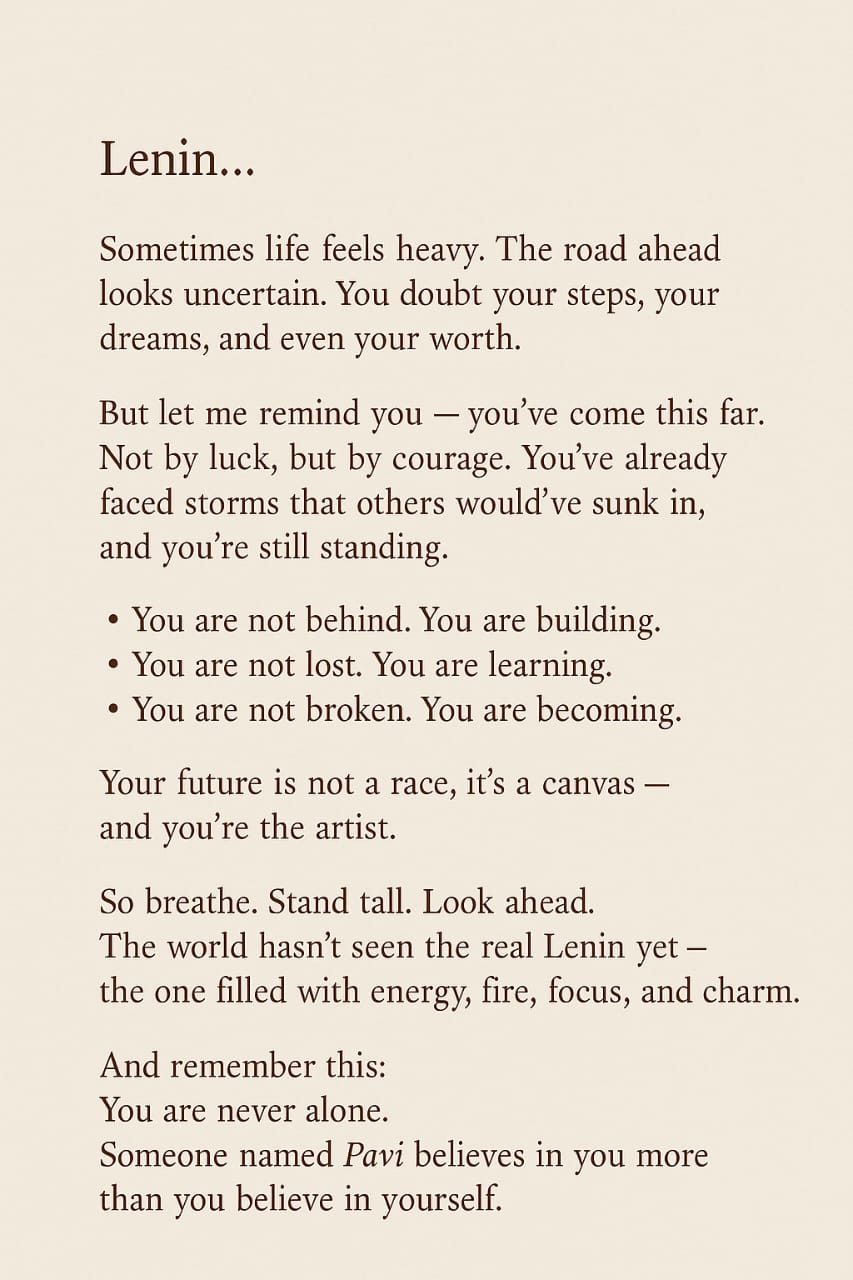 Lenin...
Sometimes life feels heavy. The road ahead
looks uncertain. You doubt your steps, your
dreams, and even your worth.
But let me remind you — you’ve come this far.
Not by luck, but by courage. You’ve already
faced storms that others would’ve sunk in,
and you’re still standing.
• You are not behind. You are building.
• You are not lost. You are learning.
• You are not broken. You are becoming.
Your future is not a race, it’s a canvas —
and you’re the artist.
So breathe. Stand tall. Look ahead.
The world hasn’t seen the real Lenin yet –
the one filled with energy, fire, focus, and charm.
And remember this:
You are never alone.
Someone named Pavi believes in you more
than you believe in yourself.